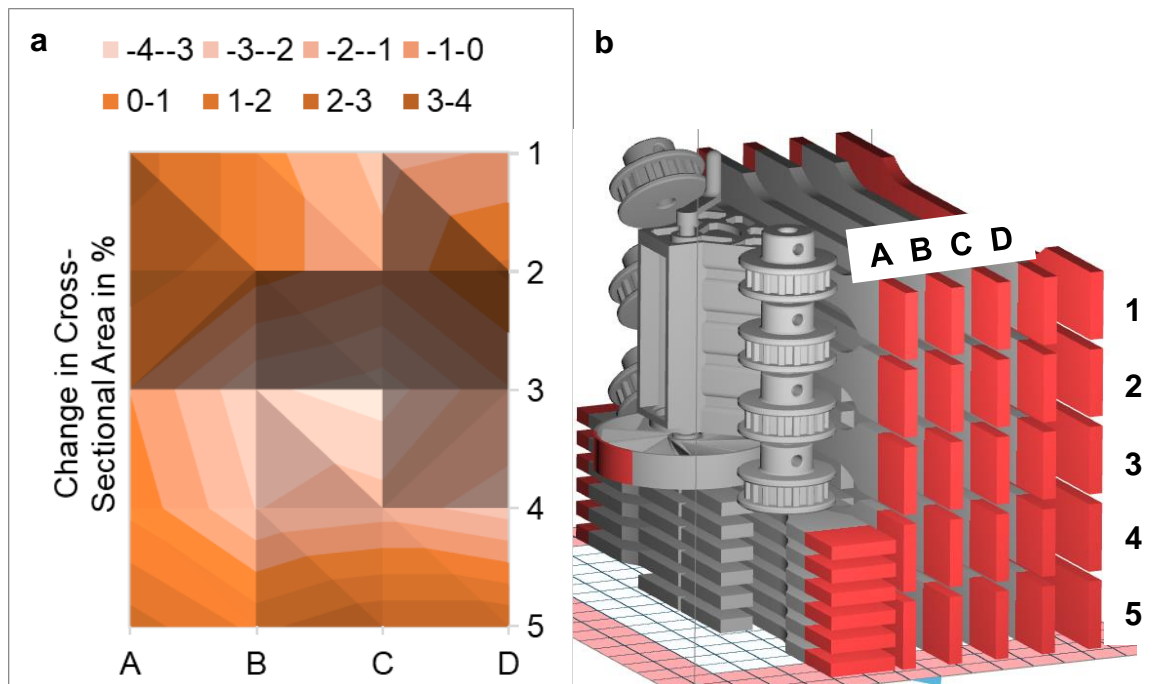 a
-4--3 -3--2 -2--1 -1-0
0-1 1-2 2-3 3-4
Change in Cross-
Sectional Area in %
1
2
3
4
5
A B C D
b
A B C D
1
2
3
4
5